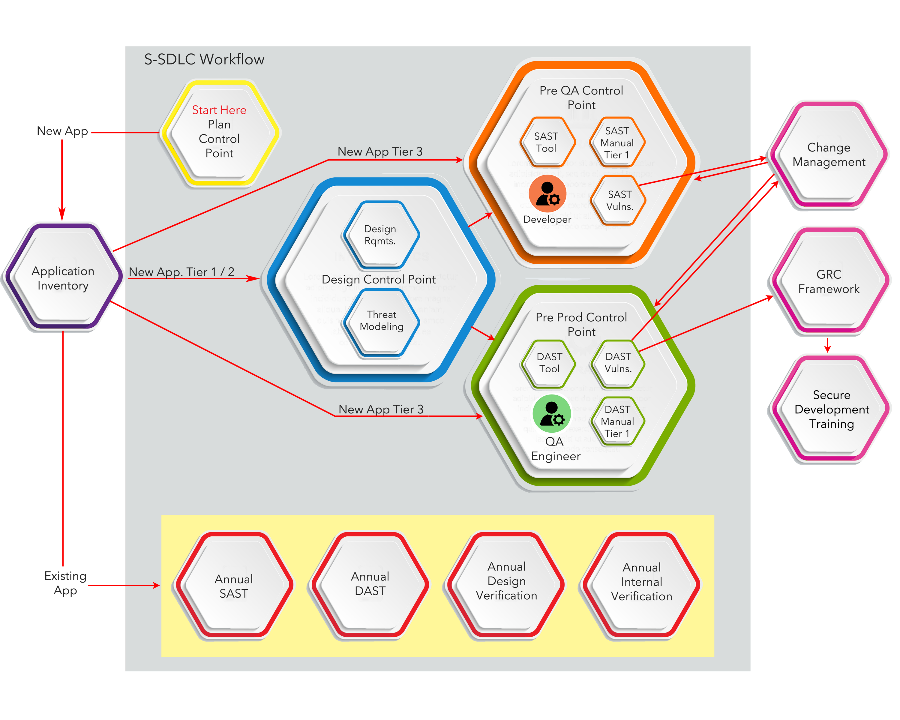 S-SDLC Workflow
Start Here
Plan
Control
Point
New App
Application
Inventory
New App Tier 3
New App. Tier 1 / 2
New App Tier 3
Design
Rqmts.
Design Control Point
Threat
Modeling
Pre QA Control
Point
SAST
Tool
SAST
Manual
Tier 1
Developer
SAST
Vulns.
Pre Prod Control
Point
DAST
Tool
DAST
Vulns.
QA
Engineer
DAST
Manual
Tier 1
Change
Management
GRC
Framework
Secure
Development
Training
Existing
App
Annual
SAST
Annual
DAST
Annual
Design
Verification
Annual
Internal
Verification